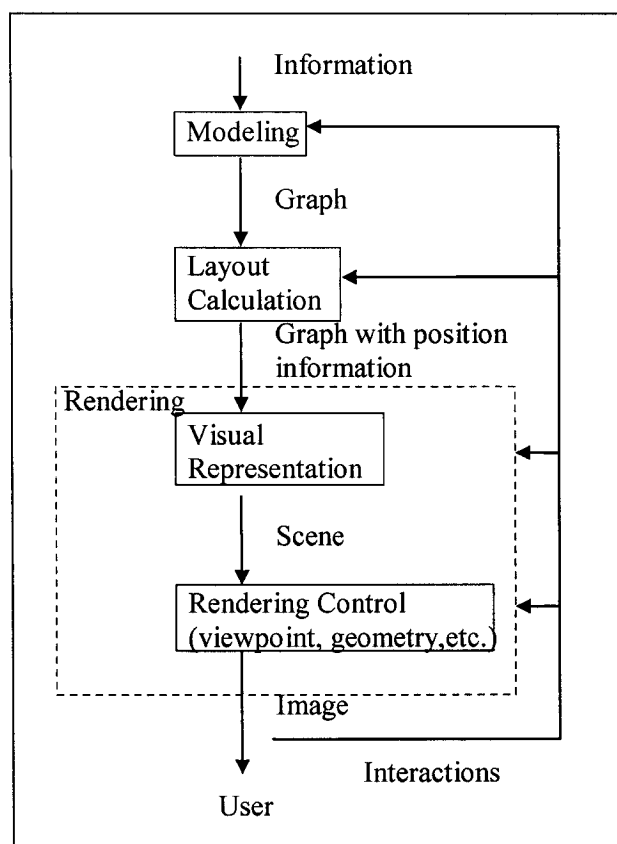 Information
Modeling
Graph
Layout
Calculation
Graph with position
information
Rendering
Visual
Representation
Scene
Rendering Control
(viewpoint, geometry,etc.)
Image
Interactions
User